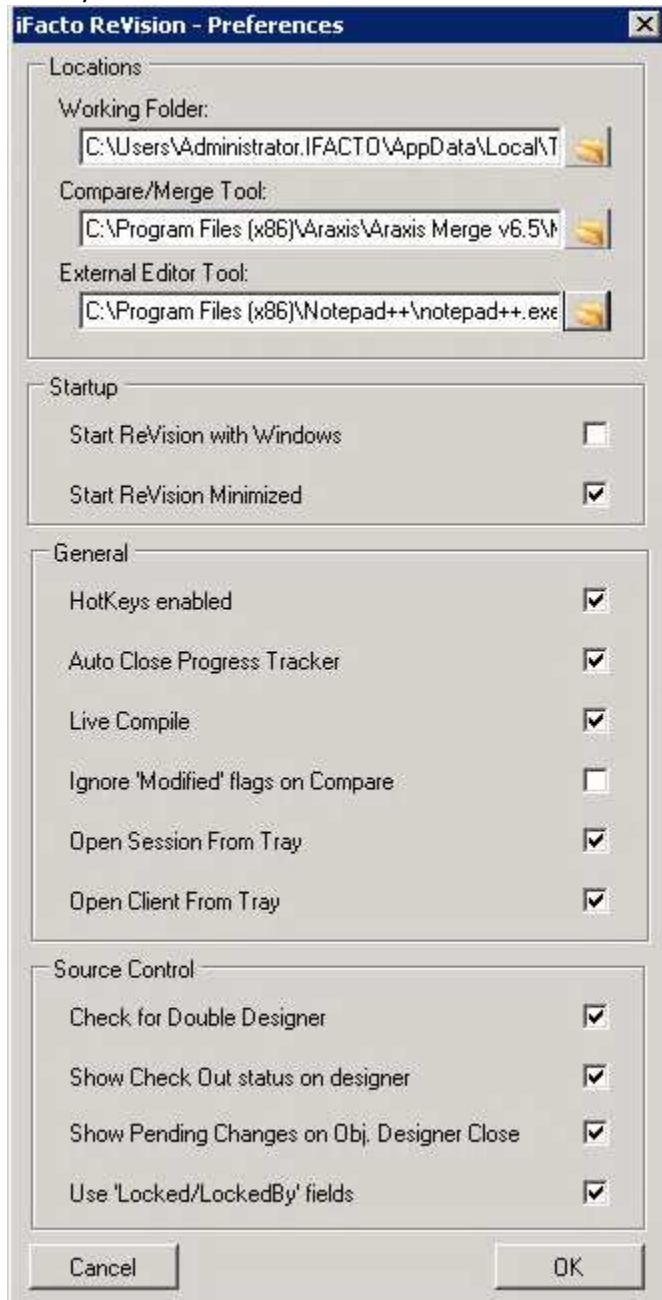 iFacto ReVision - Preferences
Locations
Working Folder:
C:\Users\Administrator.IFACTO\AppData\Local\T
Compare/Merge Tool:
C:\Program Files (x86)\Araxis\Araxis Merge v6.5\
External Editor Tool:
C:\Program Files (x86)\Notepad++\notepad++.exe
Startup
Start ReVision with Windows
Start ReVision Minimized
General
HotKeys enabled
Auto Close Progress Tracker
Live Compile
Ignore 'Modified' flags on Compare
Open Session From Tray
Open Client From Tray
Source Control
Check for Double Designer
Show Check Out status on designer
Show Pending Changes on Obj. Designer Close
Use 'Locked/LockedBy' fields
Cancel
OK